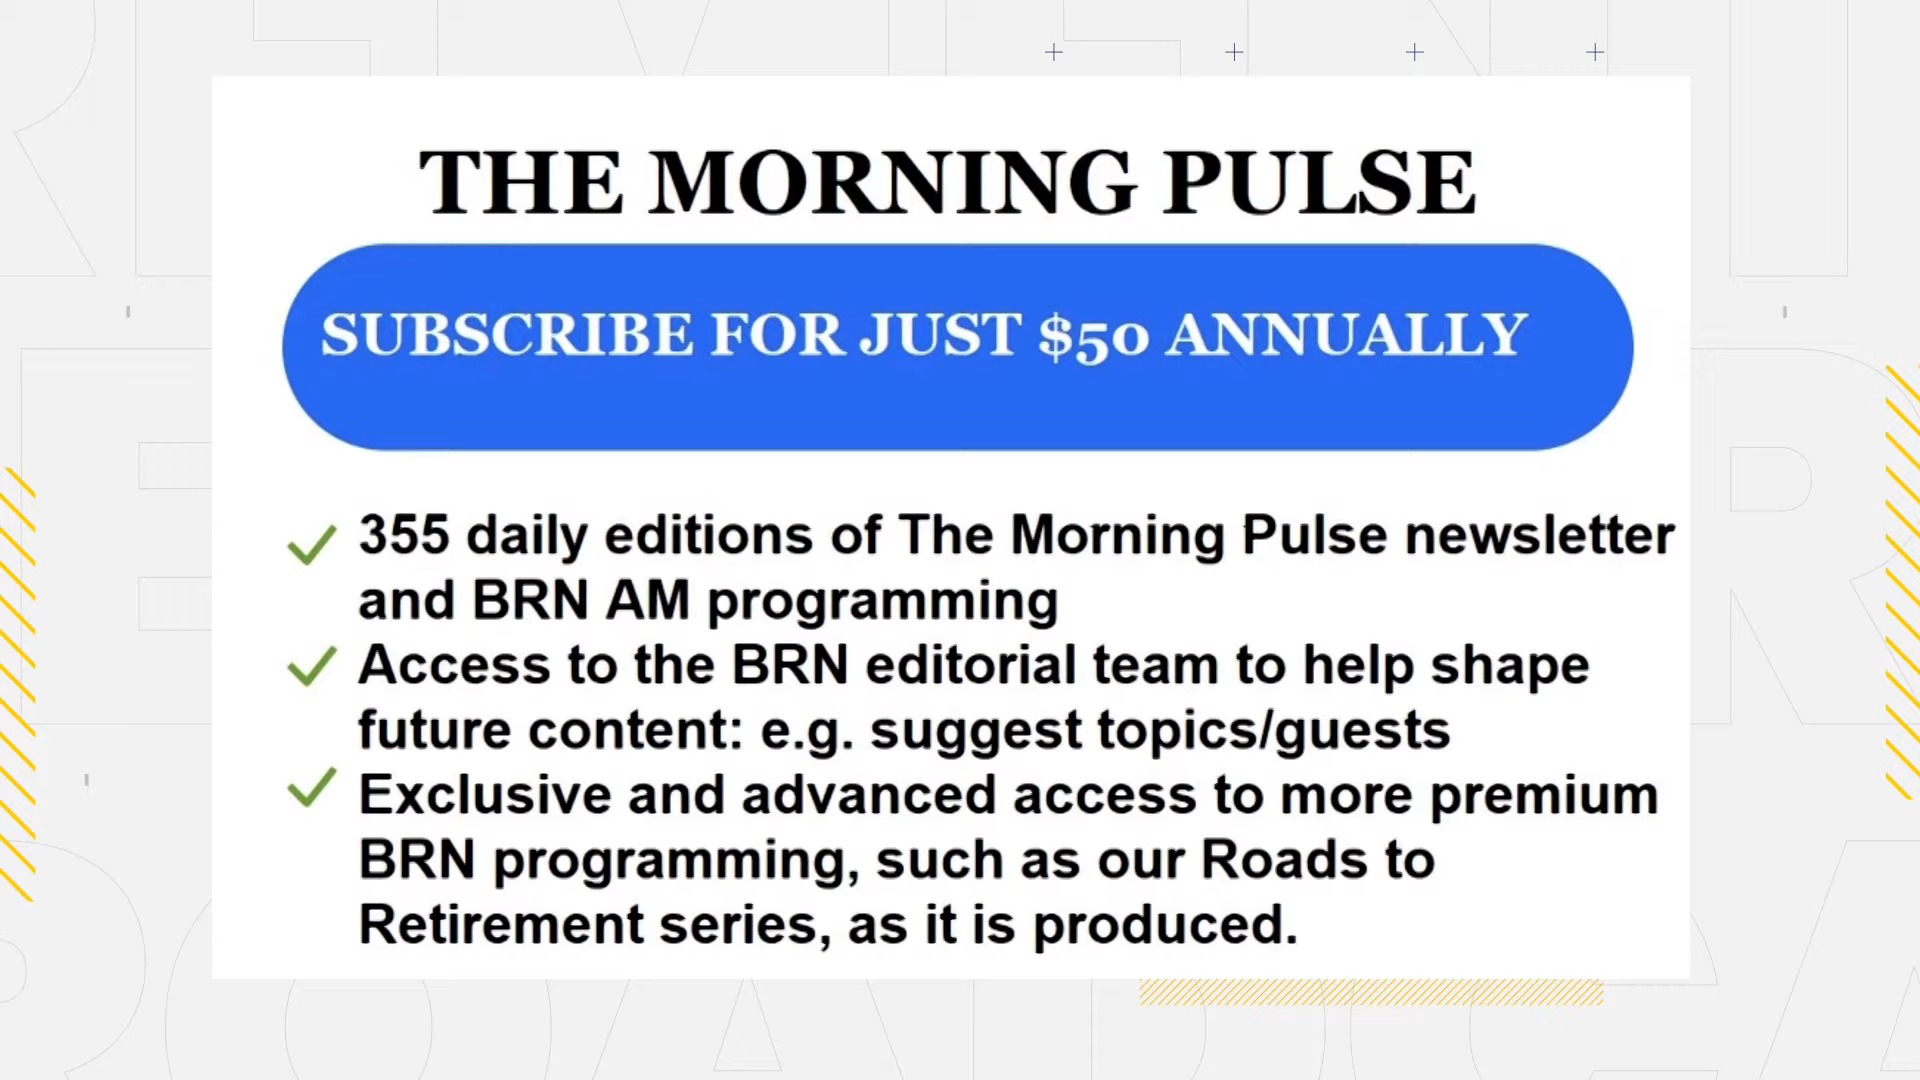 THE MORNING PULSE
SUBSCRIBE FOR JUST $50 ANNUALLY
355 daily editions of The Morning Pulse newsletter
and BRN AM programming
Access to the BRN editorial team to help shape
future content: e.g. suggest topics/guests
Exclusive and advanced access to more premium
BRN programming, such as our Roads to
Retirement series, as it is produced.